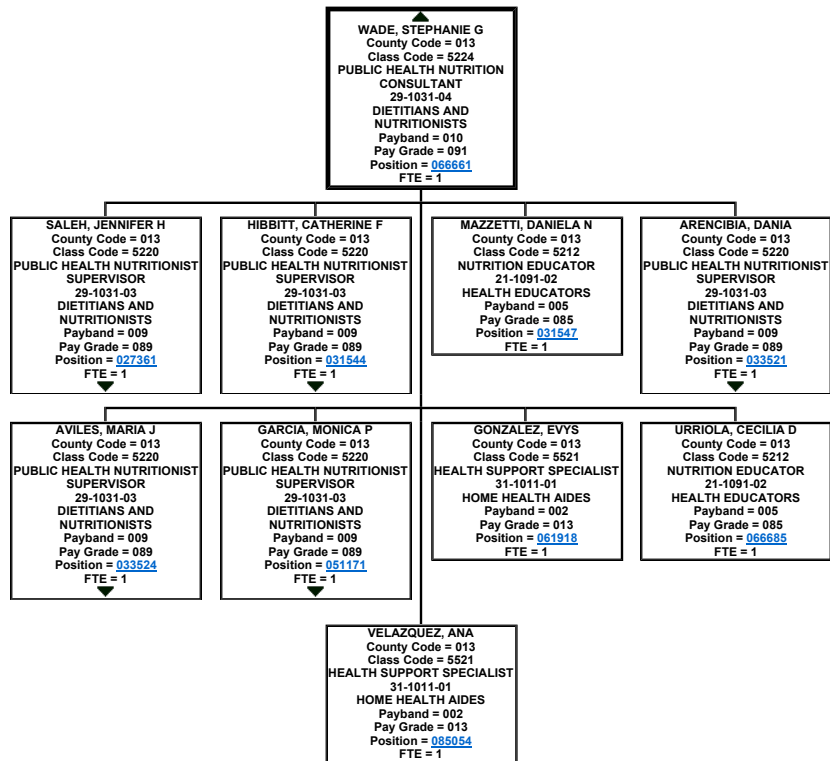 WADE, STEPHANIE G
County Code = 013
Class Code = 5224
PUBLIC HEALTH NUTRITION
CONSULTANT
29-1031-04
DIETITIANS AND
NUTRITIONISTS
Payband = 010
Pay Grade = 091
Position = 066661
FTE = 1
SALEH, JENNIFER H
County Code = 013
Class Code = 5220
PUBLIC HEALTH NUTRITIONIST
SUPERVISOR
29-1031-03
DIETITIANS AND
NUTRITIONISTS
Payband = 009
Pay Grade = 089
Position = 027361
FTE = 1
HIBBITT, CATHERINE F
County Code = 013
Class Code = 5220
PUBLIC HEALTH NUTRITIONIST
SUPERVISOR
29-1031-03
DIETITIANS AND
NUTRITIONISTS
Payband = 009
Pay Grade = 089
Position = 031544
FTE = 1
MAZZETTI, DANIELA N
County Code = 013
Class Code = 5212
NUTRITION EDUCATOR
21-1091-02
HEALTH EDUCATORS
Payband = 005
Pay Grade = 085
Position = 031547
FTE = 1
ARENCIBIA, DANIA
County Code = 013
Class Code = 5220
PUBLIC HEALTH NUTRITIONIST
SUPERVISOR
29-1031-03
DIETITIANS AND
NUTRITIONISTS
Payband = 009
Pay Grade = 089
Position = 033521
FTE = 1
AVILES, MARIA J
County Code = 013
Class Code = 5220
PUBLIC HEALTH NUTRITIONIST
SUPERVISOR
29-1031-03
DIETITIANS AND
NUTRITIONISTS
Payband = 009
Pay Grade = 089
Position = 033524
FTE = 1
GARCIA, MONICA P
County Code = 013
Class Code = 5220
PUBLIC HEALTH NUTRITIONIST
SUPERVISOR
29-1031-03
DIETITIANS AND
NUTRITIONISTS
Payband = 009
Pay Grade = 089
Position = 051171
FTE = 1
GONZALEZ, EVYS
County Code = 013
Class Code = 5521
HEALTH SUPPORT SPECIALIST
31-1011-01
HOME HEALTH AIDES
Payband = 002
Pay Grade = 013
Position = 061918
FTE = 1
URRIOLA, CECILIA D
County Code = 013
Class Code = 5212
NUTRITION EDUCATOR
21-1091-02
HEALTH EDUCATORS
Payband = 005
Pay Grade = 085
Position = 066685
FTE = 1
VELAZQUEZ, ANA
County Code = 013
Class Code = 5521
HEALTH SUPPORT SPECIALIST
31-1011-01
HOME HEALTH AIDES
Payband = 002
Pay Grade = 013
Position = 085054
FTE = 1